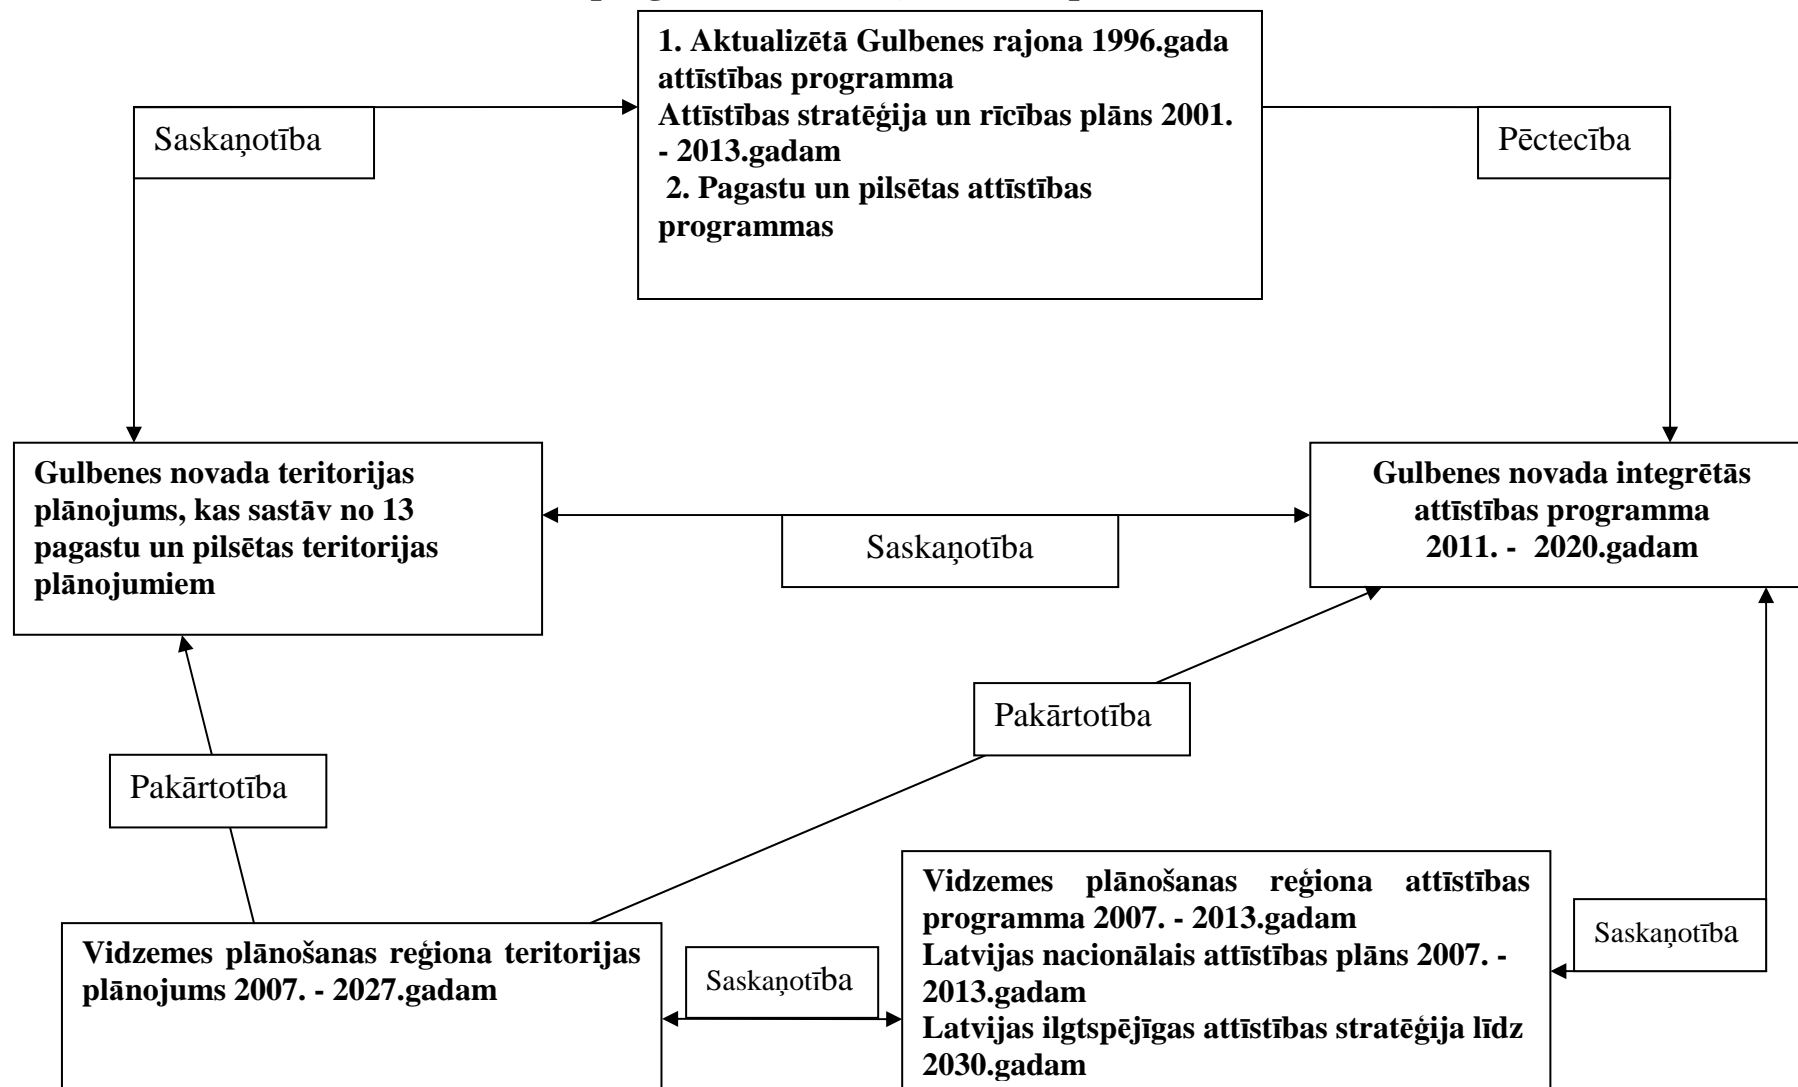 1. Aktualizētā Gulbenes rajona 1996.gada
attīstības programma
Attīstības stratēģija un rīcības plāns 2001.
- 2013.gadam
2. Pagastu un pilsētas attīstības
programmas
Saskaņotība
Pēctecība
Gulbenes novada teritorijas
plānojums, kas sastāv no 13
pagastu un pilsētas teritorijas
plānojumiem
Saskaņotība
Gulbenes novada integrētās
attīstības programma
2011. - 2020.gadam
Pakārtotība
Pakārtotība
Vidzemes plānošanas reģiona teritorijas
plānojums 2007. - 2027.gadam
Saskaņotība
Vidzemes plānošanas reģiona attīstības
programma 2007. - 2013.gadam
Latvijas nacionālais attīstības plāns 2007. -
2013.gadam
Latvijas ilgtspējīgas attīstības stratēģija līdz
2030.gadam
Saskaņotība